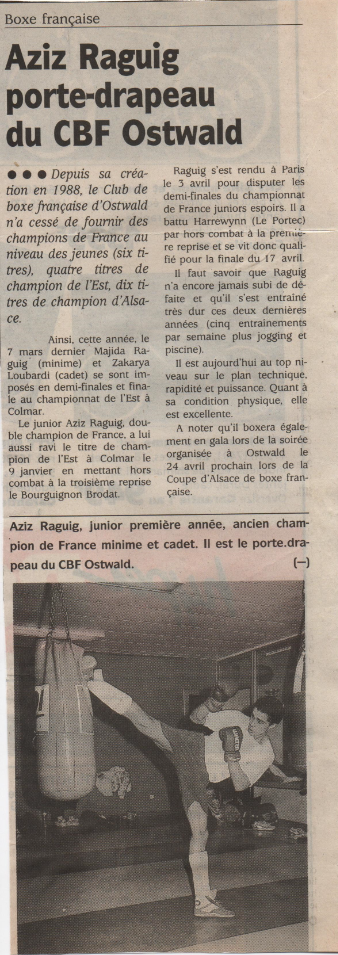 Boxe française
Aziz Raguig
porte-drapeau
du CBF Ostwald
● ● ● Depuis sa créa-
tion en 1988, le Club de
boxe française d'Ostwald
n'a cessé de fournir des
champions de France au
niveau des jeunes (six ti-
tres), quatre titres de
champion de l'Est, dix ti-
tres de champion d'Alsa-
ce.
Ainsi, cette année, le
7 mars dernier Majida Ra-
guig (minime) et Zakarya
Loubardi (cadet) se sont im-
posés en demi-finales et fina-
le au championnat de l'Est à
Colmar.
Le junior Aziz Raguig, dou-
ble champion de France, a lui
aussi ravi le titre de cham-
pion de l'Est à Colmar le
9 janvier en mettant hors
combat à la troisième reprise
le Bourguignon Brodat.
Raguig s'est rendu à Paris
le 3 avril pour disputer les
demi-finales du championnat
de France juniors espoirs. Il a
battu Harrewynn (Le Portec)
par hors combat à la premiè-
re reprise et se vit donc quali-
fié pour la finale du 17 avril.
Il faut savoir que Raguig
n'a encore jamais subi de dé-
faite et qu'il s'est entraîné
très dur ces deux dernières
années (cinq entrainements
par semaine plus jogging et
piscine).
Il est aujourd'hui au top ni-
veau sur le plan technique,
rapidité et puissance. Quant à
sa condition physique, elle
est excellente.
A noter qu'il boxera égale-
ment en gala lors de la soirée
organisée à Ostwald le
24 avril prochain lors de la
Coupe d'Alsace de boxe fran-
çaise.
Aziz Raguig, junior première année, ancien cham-
pion de France minime et cadet. Il est le porte.dra-
peau du CBF Ostwald. (—)